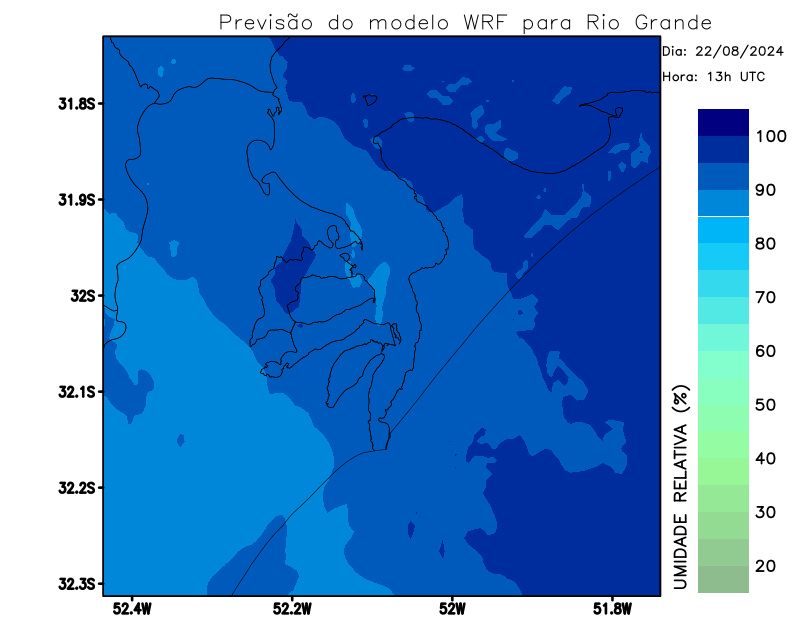 Previsão do modelo WRF para Rio Grande
Dia: 22/08/2024
Hora: 13h UTC
31.8S
31.9S
32S
32.1S
32.2S
32.3S
52.4W
52.2W
52W
51.8W
UMIDADE RELATIVA (%)
100
90
80
70
60
50
40
30
20